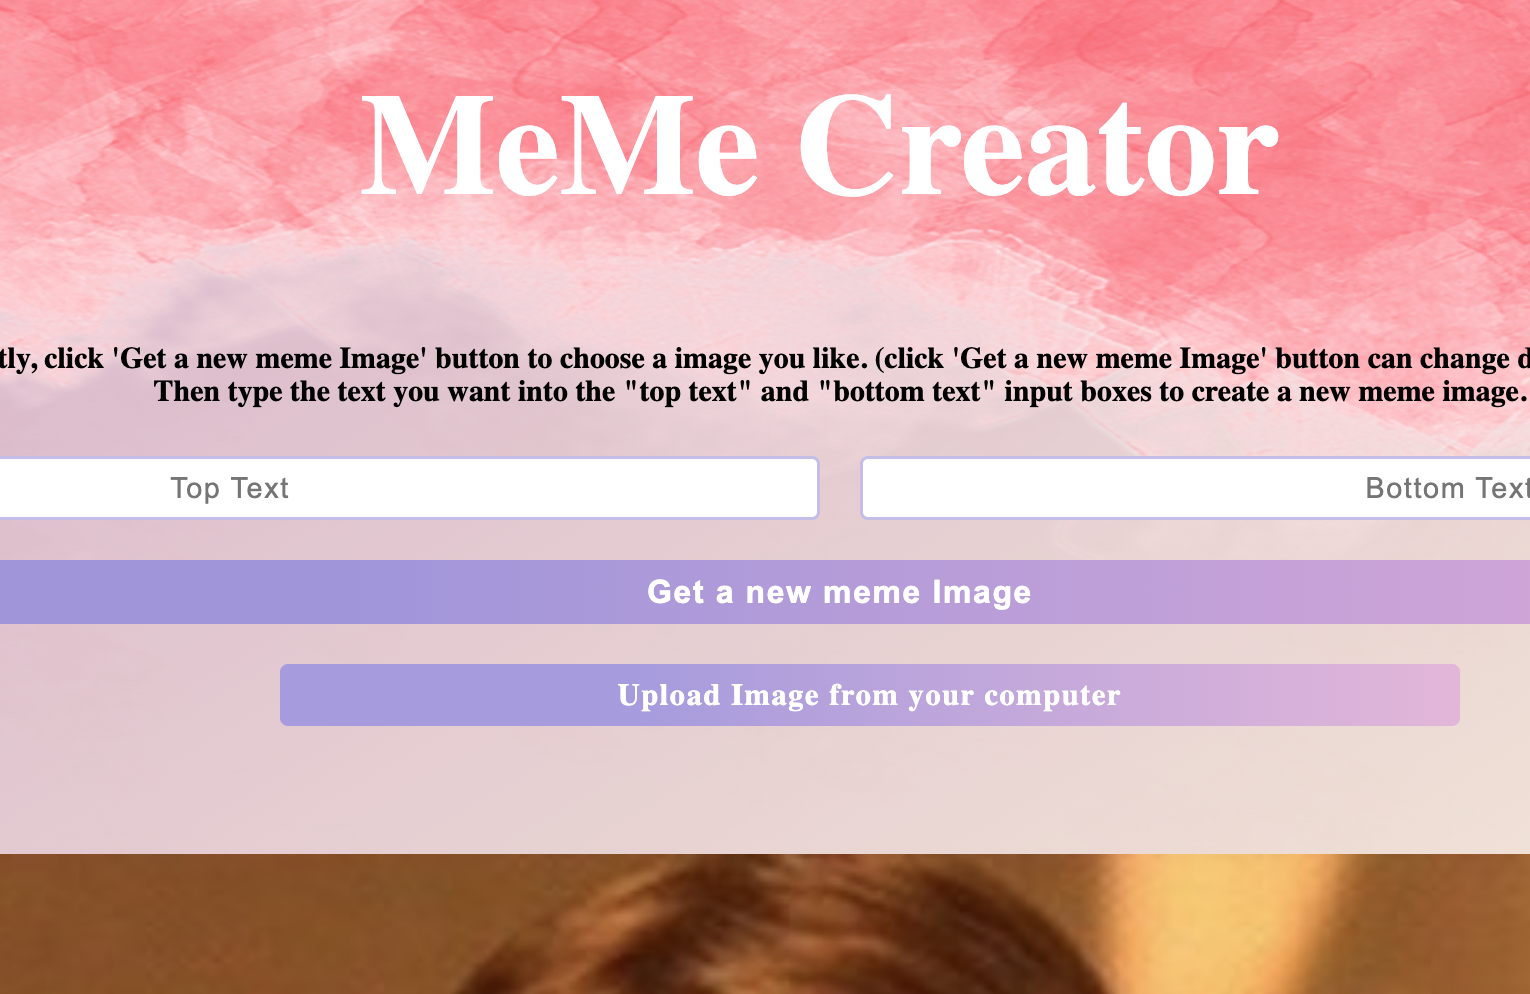 MeMe Creator
click 'Get a new meme Image' button to choose a image you like. (click 'Get a new meme Image' button can change
Then type the text you want into the "top text" and "bottom text" input boxes to create a new meme image.
Top Text
Bottom Text
Get a new meme Image
Upload Image from your computer